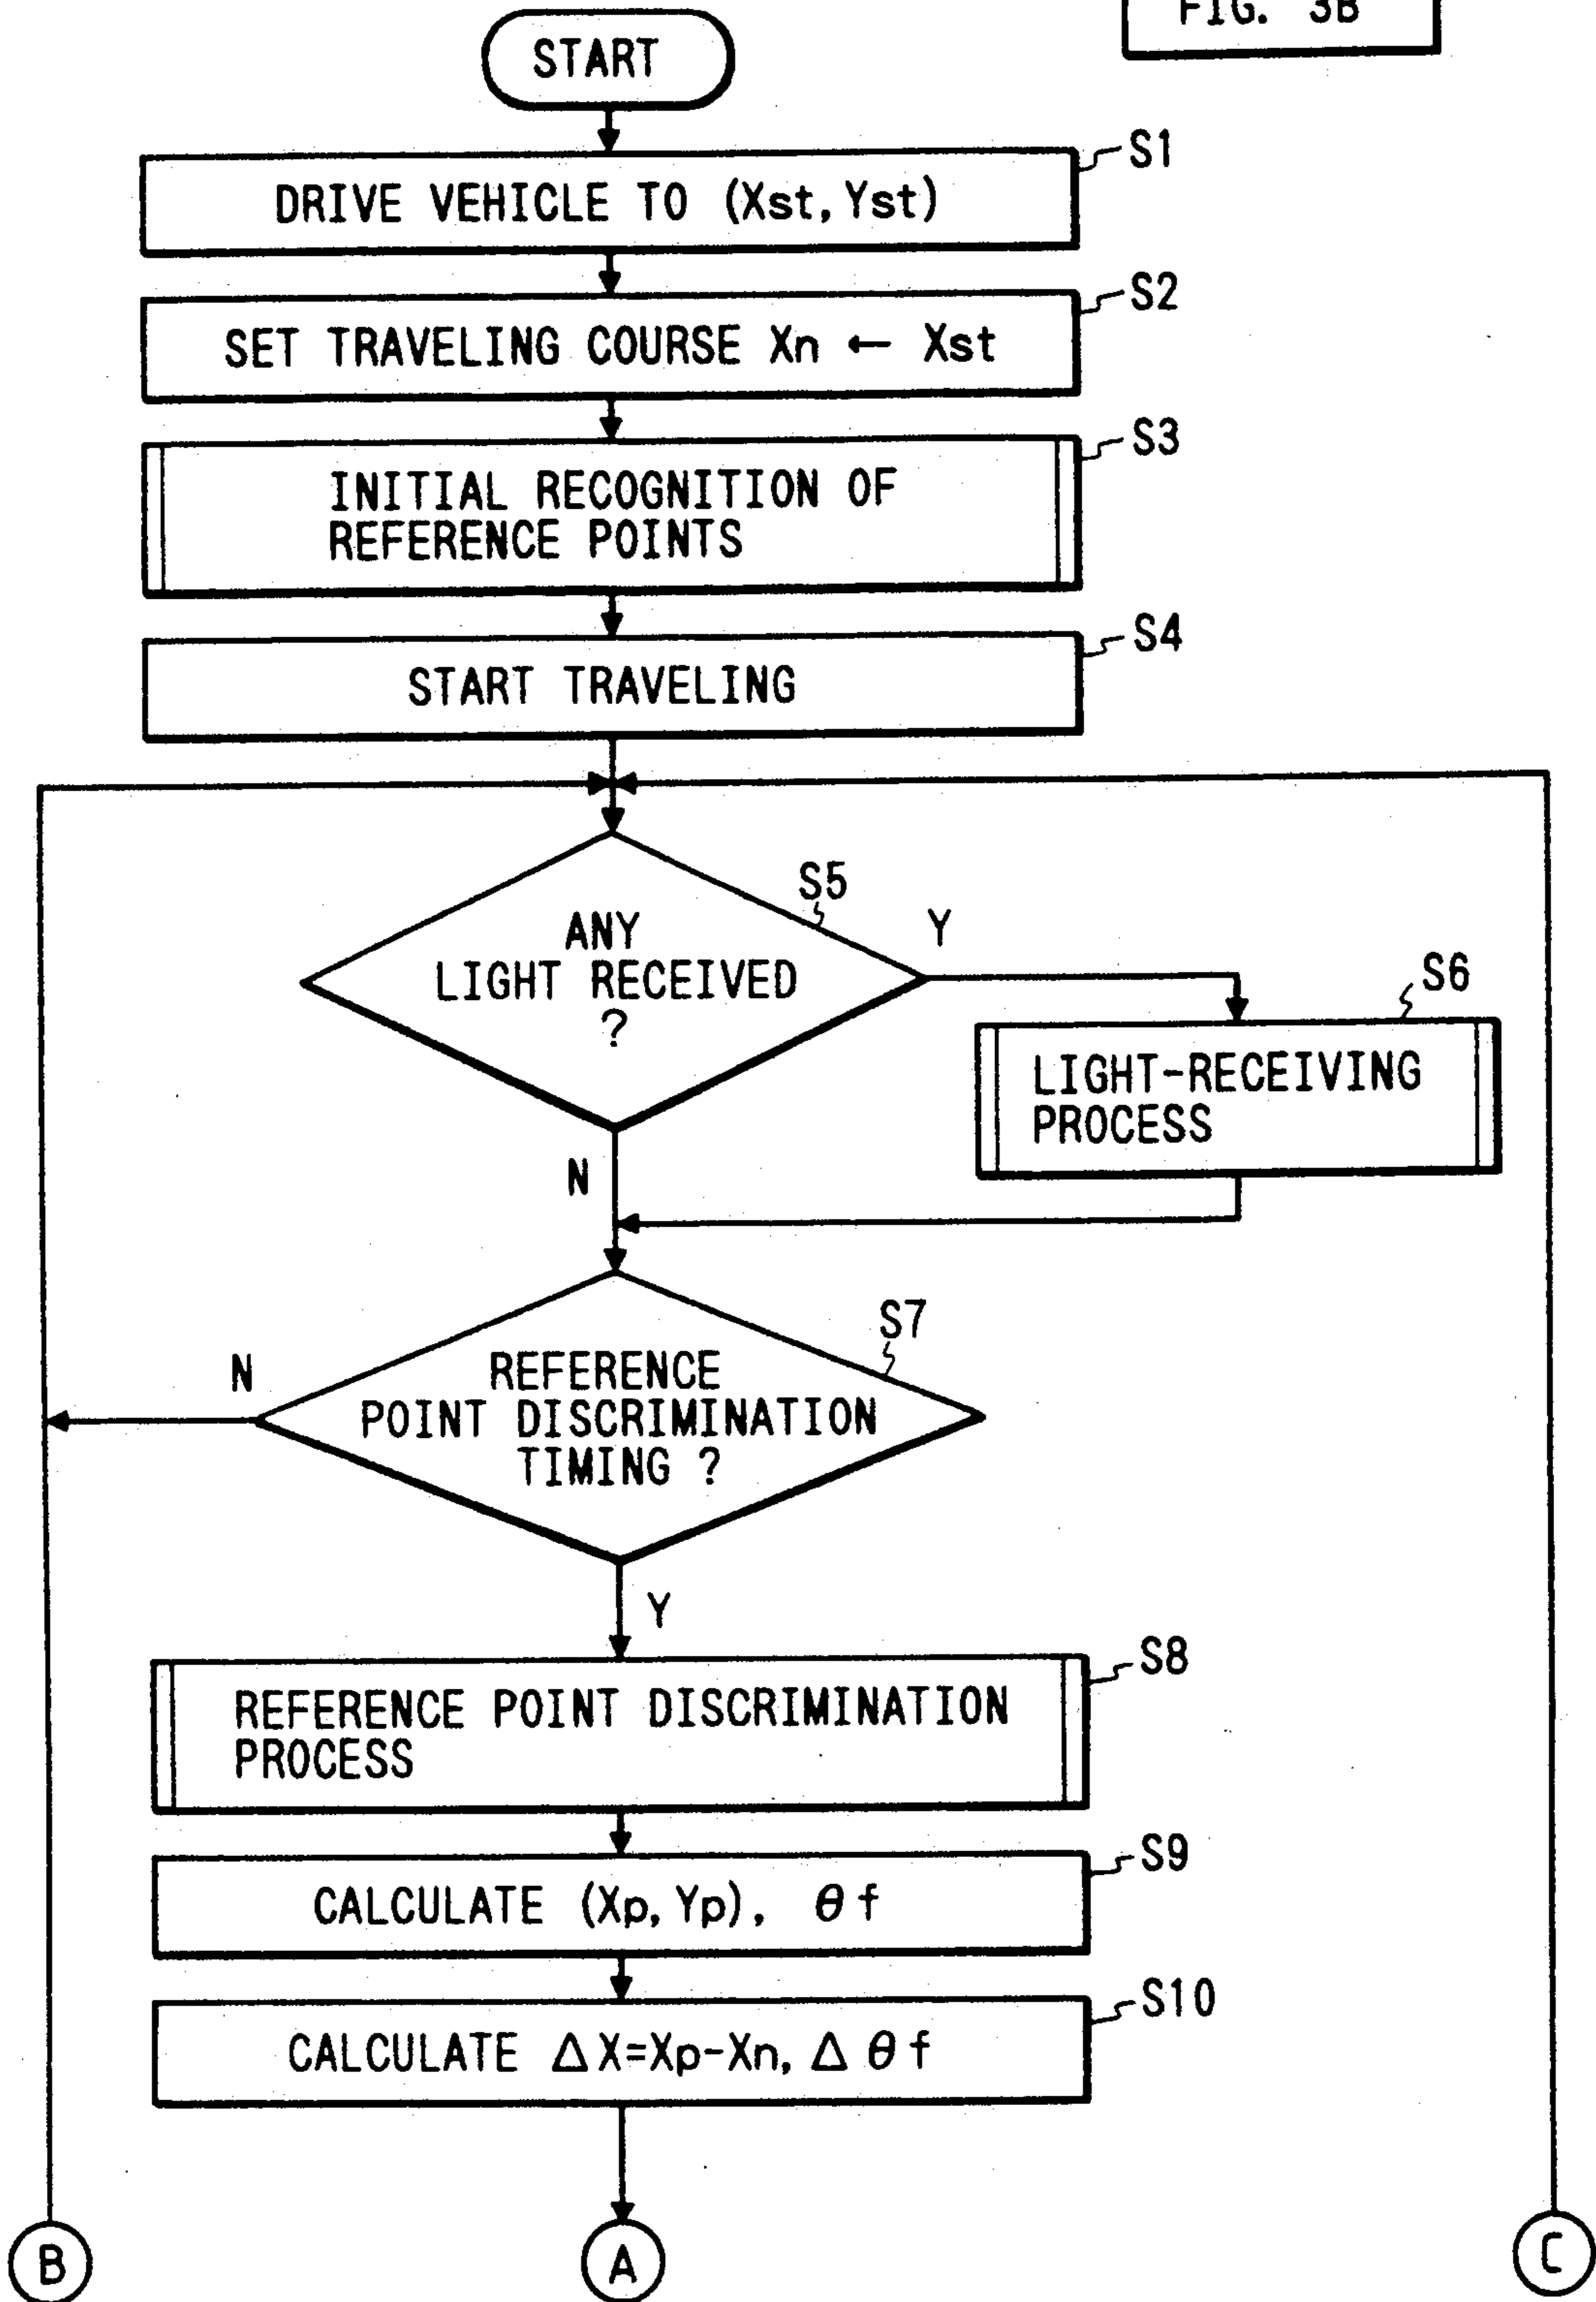 FIG. 3B
START
S1
DRIVE VEHICLE TO (Xst, Yst)
S2
SET TRAVELING COURSE Xn ← Xst
S3
INITIAL RECOGNITION OF
REFERENCE POINTS
S4
START TRAVELING
S5
ANY
LIGHT RECEIVED
?
Y
S6
LIGHT-RECEIVING
PROCESS
N
S7
REFERENCE
POINT DISCRIMINATION
TIMING ?
N
Y
S8
REFERENCE POINT DISCRIMINATION
PROCESS
S9
CALCULATE (Xp, Yp), θf
S10
CALCULATE ΔX=Xp-Xn, Δθf
B
A
C